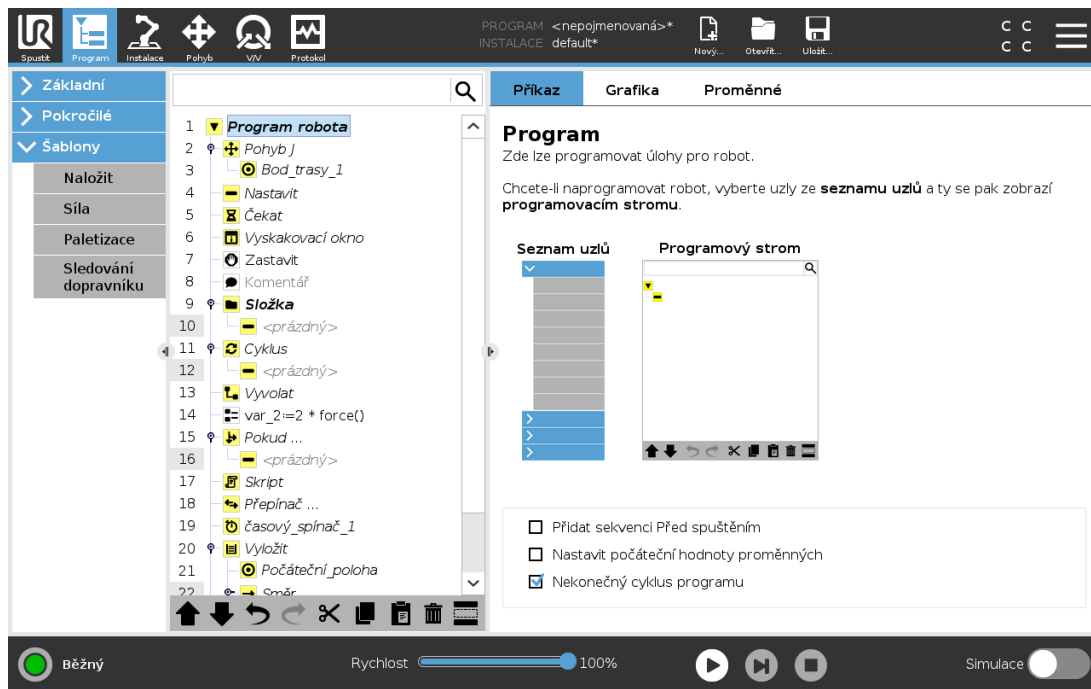 PROGRAM <nepojmenovaná>*
INSTALACE default*
Spustit
Program
Instalace
Pohyb
V/V
Protokol
Nový...
Otevřít...
Uložit...
C C
C C
Základní
Pokročilé
Šablony
Naložit
Síla
Paletizace
Sledování
dopravníku
1 Program robota
2 Pohyb J
3 Bod_trasy_1
4 Nastavit
5 Čekat
6 Vyskakovací okno
7 Zastavit
8 Komentář
9 Složka
10 <prázdný>
11 Cyklus
12 <prázdný>
13 Vyvolat
14 var_2≔2 * force()
15 Pokud ...
16 <prázdný>
17 Skript
18 Přepínač ...
19 časový_spínač_1
20 Vyložit
21 Počáteční_poloha
22 Směr
Příkaz
Grafika
Proměnné
Program
Zde lze programovat úlohy pro robot.
Chcete-li naprogramovat robot, vyberte uzly ze seznamu uzlů a ty se pak zobrazí
programovacím stromu.
Seznam uzlů
Programový strom
Přidat sekvenci Před spuštěním
Nastavit počáteční hodnoty proměnných
Nekonečný cyklus programu
Běžný
Rychlost
100%
Simulace